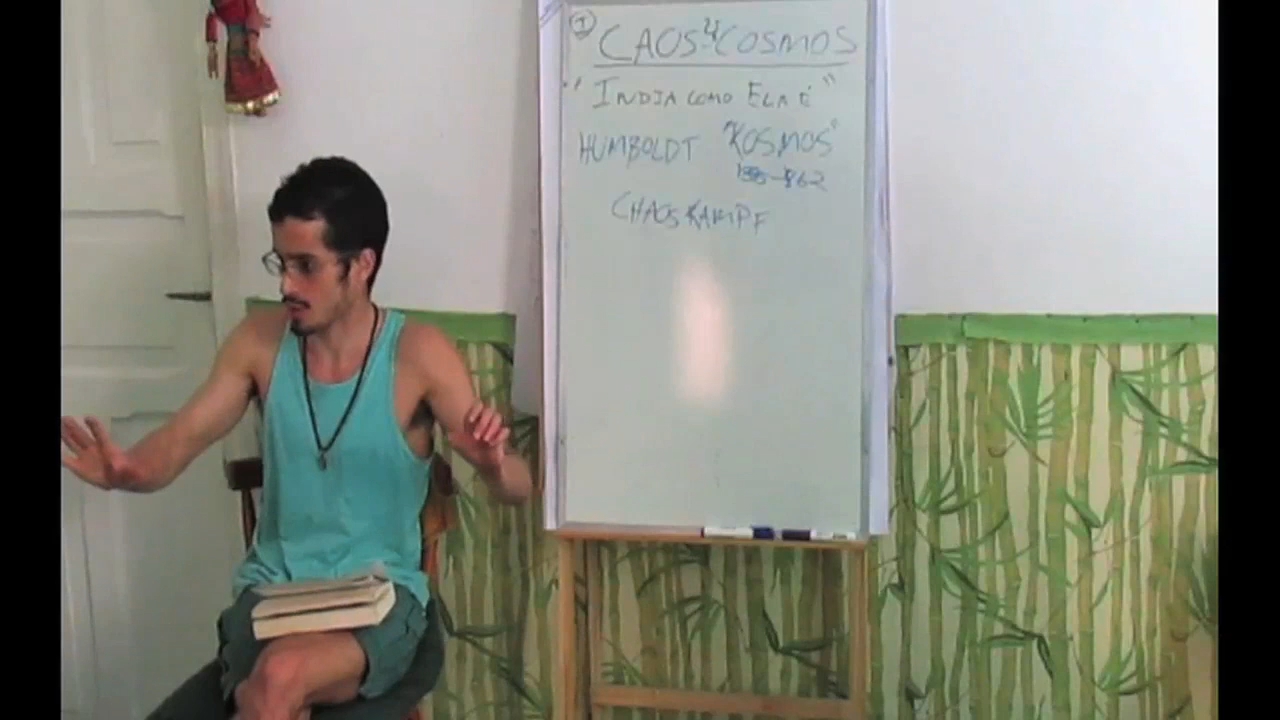 ① CAOS y COSMOS
"INDIA COMO ELA É"
HUMBOLDT "KOSMOS"
CHAOSKAMPF